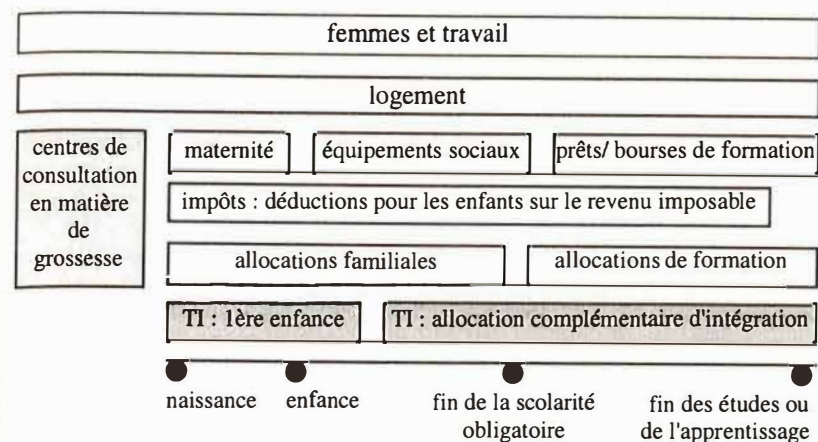 femmes et travail
logement
centres de
consultation
en matière
de
grossesse
maternité
équipements sociaux
prêts/ bourses de formation
impôts : déductions pour les enfants sur le revenu imposable
allocations familiales
allocations de formation
TI : 1ère enfance
TI : allocation complémentaire d'intégration
naissance
enfance
fin de la scolarité
obligatoire
fin des études ou
de l'apprentissage